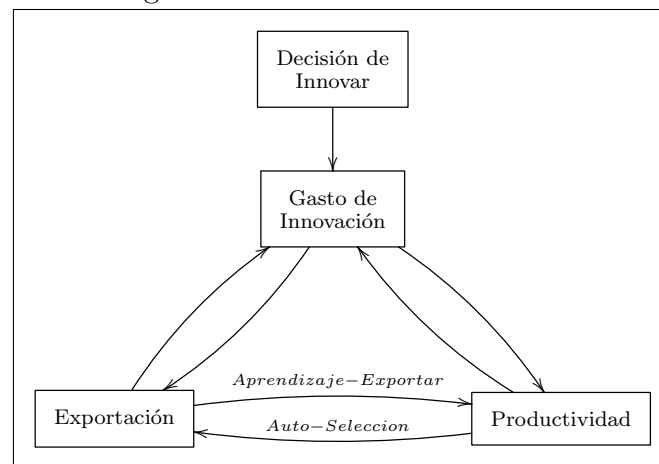 Decisión de
Innovar
Gasto de
Innovación
Aprendizaje−Exportar
Exportación
Productividad
Auto−Seleccion